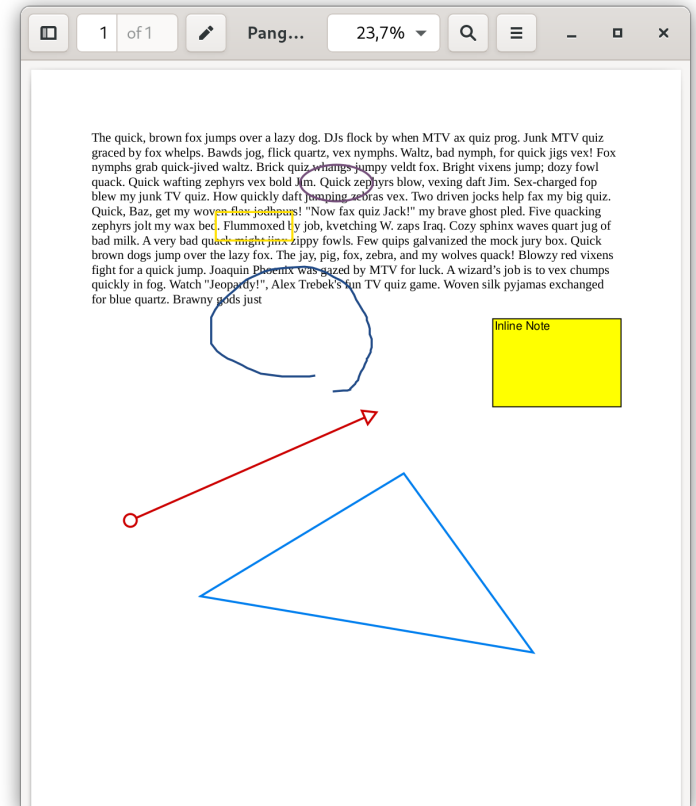 1 of 1 Pang... 23,7%
The quick, brown fox jumps over a lazy dog. DJs flock by when MTV ax quiz prog. Junk MTV quiz
graced by fox whelps. Bawds jog, flick quartz, vex nymphs. Waltz, bad nymph, for quick jigs vex! Fox
nymphs grab quick-jived waltz. Brick quiz whangs jumpy veldt fox. Bright vixens jump; dozy fowl
quack. Quick wafting zephyrs vex bold Jim. Quick zephyrs blow, vexing daft Jim. Sex-charged fop
blew my junk TV quiz. How quickly daft jumping zebras vex. Two driven jocks help fax my big quiz.
Quick, Baz, get my woven flax jodhpurs! "Now fax quiz Jack!" my brave ghost pled. Five quacking
zephyrs jolt my wax bed. Flummoxed by job, kvetching W. zaps Iraq. Cozy sphinx waves quart jug of
bad milk. A very bad quack might jinx zippy fowls. Few quips galvanized the mock jury box. Quick
brown dogs jump over the lazy fox. The jay, pig, fox, zebra, and my wolves quack! Blowzy red vixens
fight for a quick jump. Joaquin Phoenix was gazed by MTV for luck. A wizard's job is to vex chumps
quickly in fog. Watch "Jeopardy!", Alex Trebek's fun TV quiz game. Woven silk pyjamas exchanged
for blue quartz. Brawny gods just
Inline Note